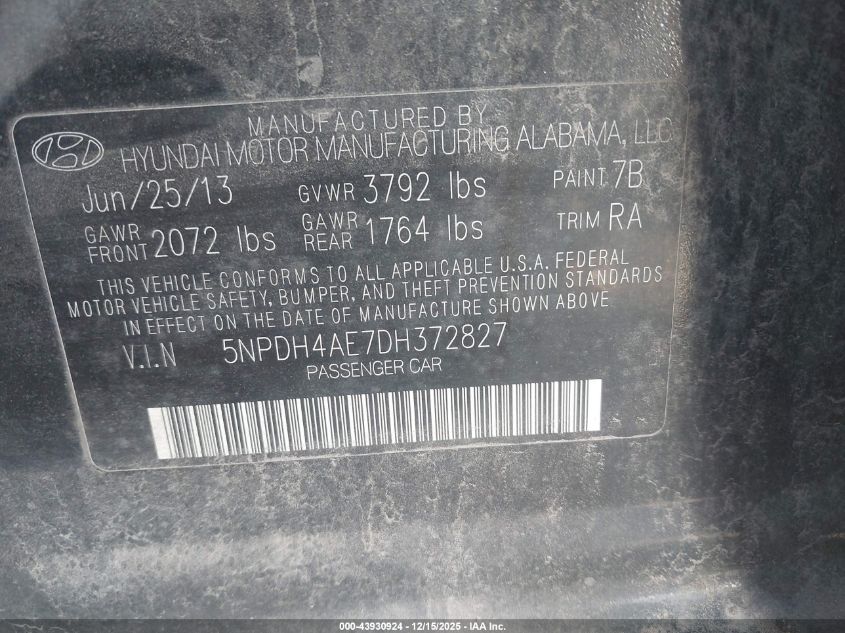 MANUFACTURED BY
HYUNDAI MOTOR MANUFACTURING ALABAMA, LLC
Jun/25/13 GVWR 3792 lbs PAINT 7B
GAWR FRONT 2072 lbs GAWR REAR 1764 lbs TRIM RA
THIS VEHICLE CONFORMS TO ALL APPLICABLE U.S.A. FEDERAL
MOTOR VEHICLE SAFETY, BUMPER, AND THEFT PREVENTION STANDARDS
IN EFFECT ON THE DATE OF MANUFACTURE SHOWN ABOVE
V.I.N 5NPDH4AE7DH372827
PASSENGER CAR
000-43930924 - 12/15/2025 - IAA Inc.